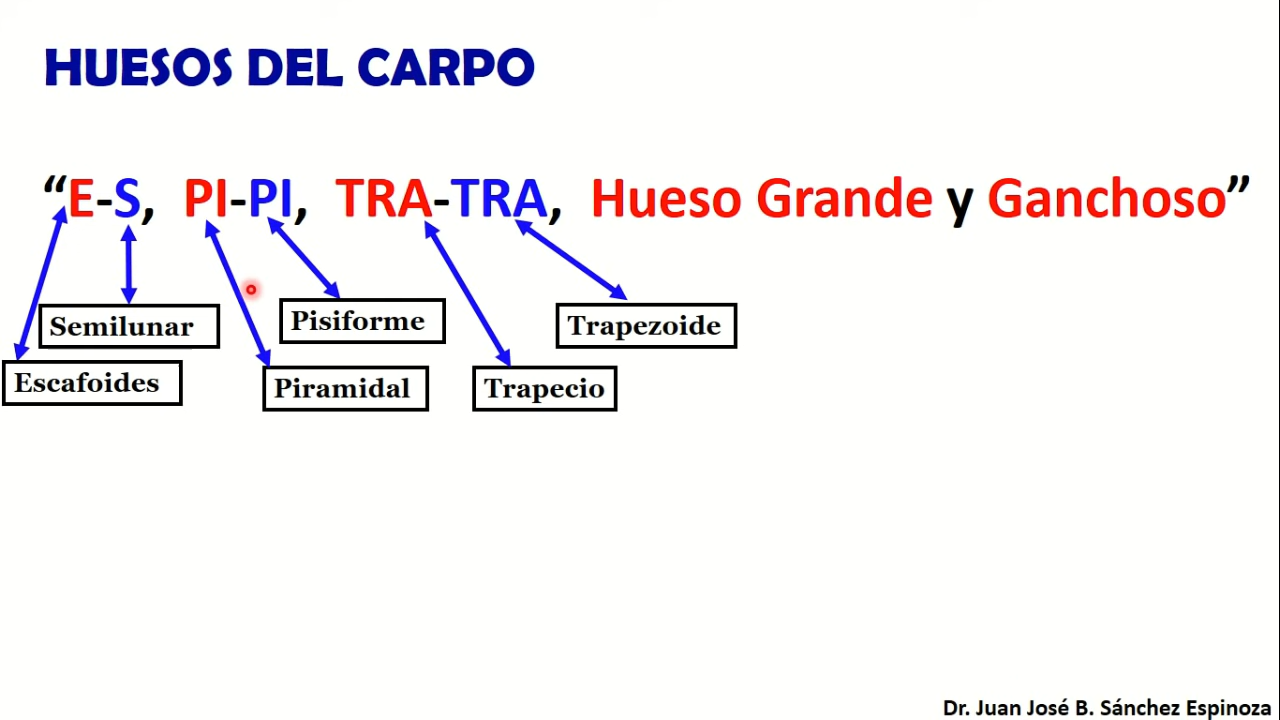 HUESOS DEL CARPO
“E-S, PI-PI, TRA-TRA, Hueso Grande y Ganchoso”
Semilunar
Pisiforme
Trapezoide
Escafoides
Piramidal
Trapecio
Dr. Juan José B. Sánchez Espinoza